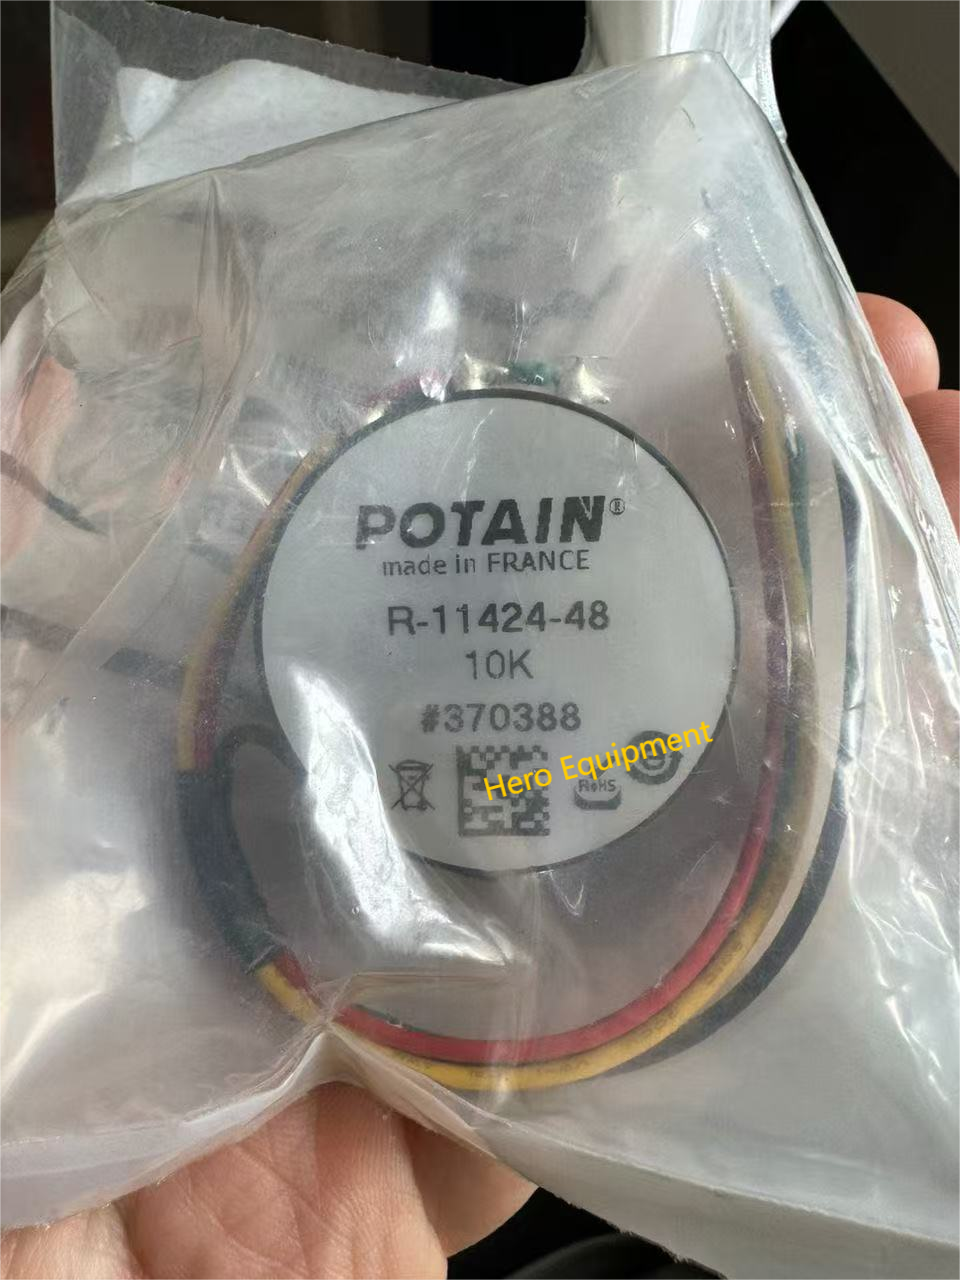 POTAIN®
made in FRANCE
R-11424-48
10K
#370388
Hero Equipment
RoHS